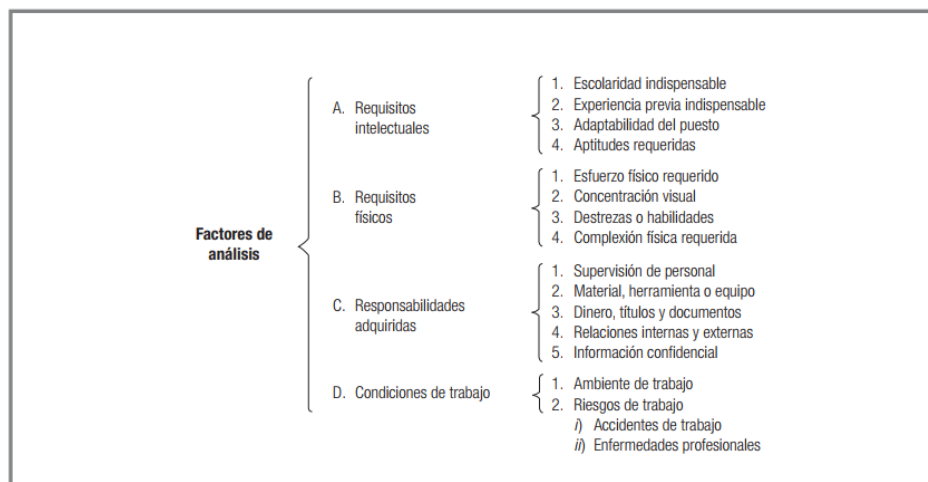 Factores de
análisis
A. Requisitos
intelectuales
1. Escolaridad indispensable
2. Experiencia previa indispensable
3. Adaptabilidad del puesto
4. Aptitudes requeridas
B. Requisitos
físicos
1. Esfuerzo físico requerido
2. Concentración visual
3. Destrezas o habilidades
4. Complexión física requerida
C. Responsabilidades
adquiridas
1. Supervisión de personal
2. Material, herramienta o equipo
3. Dinero, títulos y documentos
4. Relaciones internas y externas
5. Información confidencial
D. Condiciones de trabajo
1. Ambiente de trabajo
2. Riesgos de trabajo
i) Accidentes de trabajo
ii) Enfermedades profesionales